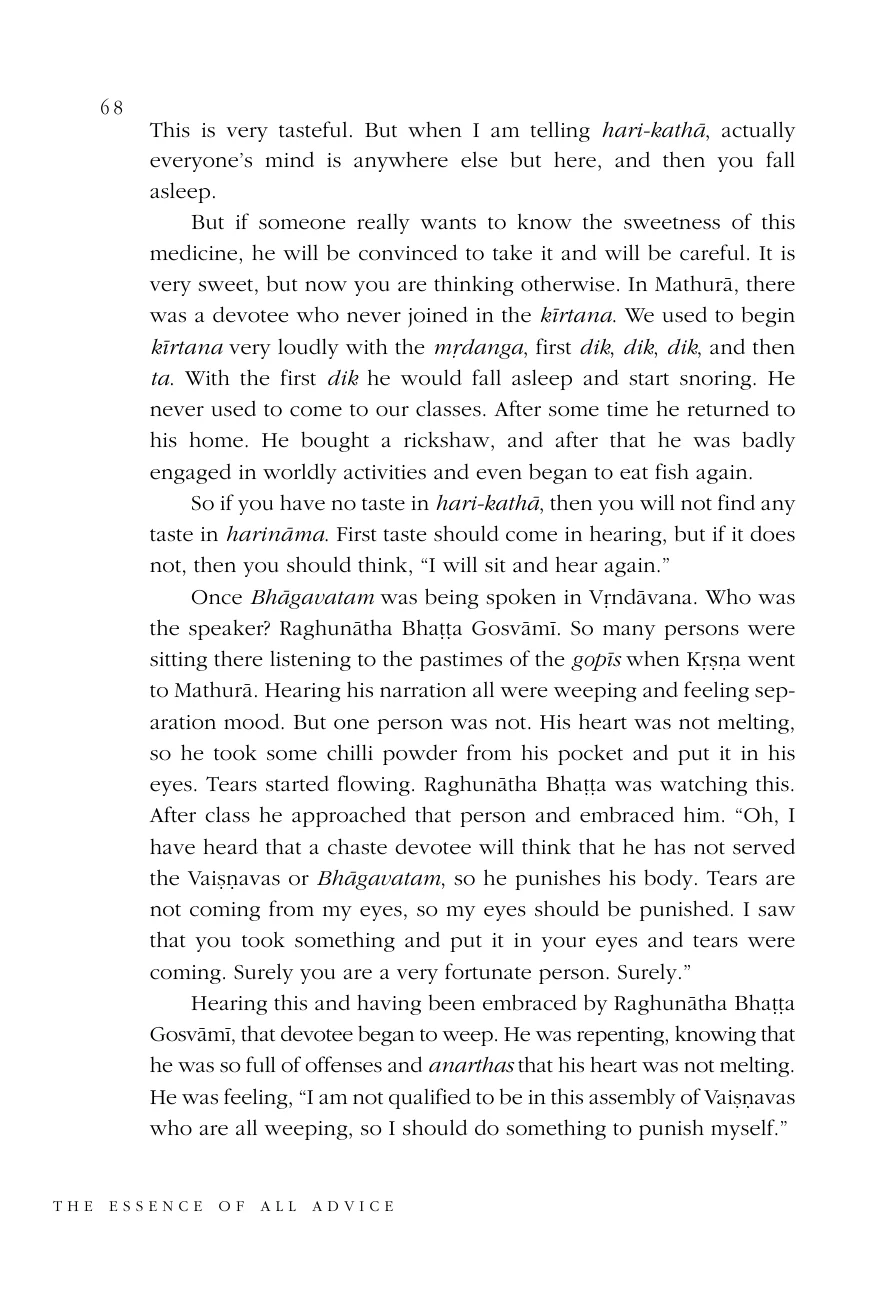 68
This is very tasteful. But when I am telling hari-kathā, actually
everyone’s mind is anywhere else but here, and then you fall
asleep.
But if someone really wants to know the sweetness of this
medicine, he will be convinced to take it and will be careful. It is
very sweet, but now you are thinking otherwise. In Mathurā, there
was a devotee who never joined in the kīrtana. We used to begin
kīrtana very loudly with the mṛdanga, first dik, dik, dik, and then
ta. With the first dik he would fall asleep and start snoring. He
never used to come to our classes. After some time he returned to
his home. He bought a rickshaw, and after that he was badly
engaged in worldly activities and even began to eat fish again.
So if you have no taste in hari-kathā, then you will not find any
taste in harināma. First taste should come in hearing, but if it does
not, then you should think, “I will sit and hear again.”
Once Bhāgavatam was being spoken in Vṛndāvana. Who was
the speaker? Raghunātha Bhaṭṭa Gosvāmī. So many persons were
sitting there listening to the pastimes of the gopīs when Kṛṣṇa went
to Mathurā. Hearing his narration all were weeping and feeling sep-
aration mood. But one person was not. His heart was not melting,
so he took some chilli powder from his pocket and put it in his
eyes. Tears started flowing. Raghunātha Bhaṭṭa was watching this.
After class he approached that person and embraced him. “Oh, I
have heard that a chaste devotee will think that he has not served
the Vaiṣṇavas or Bhāgavatam, so he punishes his body. Tears are
not coming from my eyes, so my eyes should be punished. I saw
that you took something and put it in your eyes and tears were
coming. Surely you are a very fortunate person. Surely.”
Hearing this and having been embraced by Raghunātha Bhaṭṭa
Gosvāmī, that devotee began to weep. He was repenting, knowing that
he was so full of offenses and anarthas that his heart was not melting.
He was feeling, “I am not qualified to be in this assembly of Vaiṣṇavas
who are all weeping, so I should do something to punish myself.”
THE ESSENCE OF ALL ADVICE